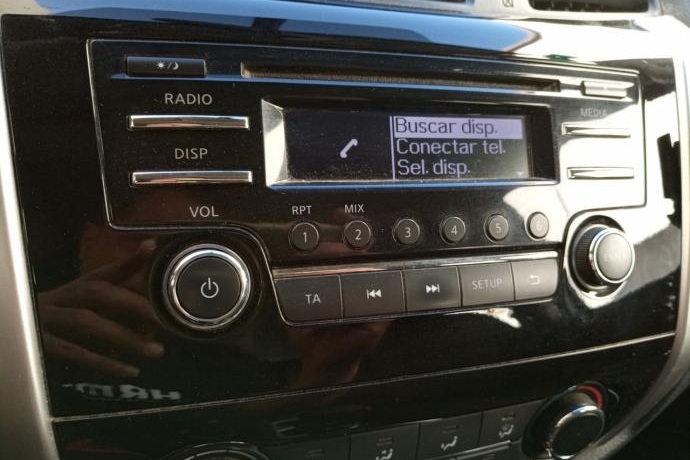 RADIO
MEDIA
DISP
VOL
Buscar disp.
Conectar tel.
Sel. disp.
RPT MIX
1 2 3 4 5 6
TA SETUP